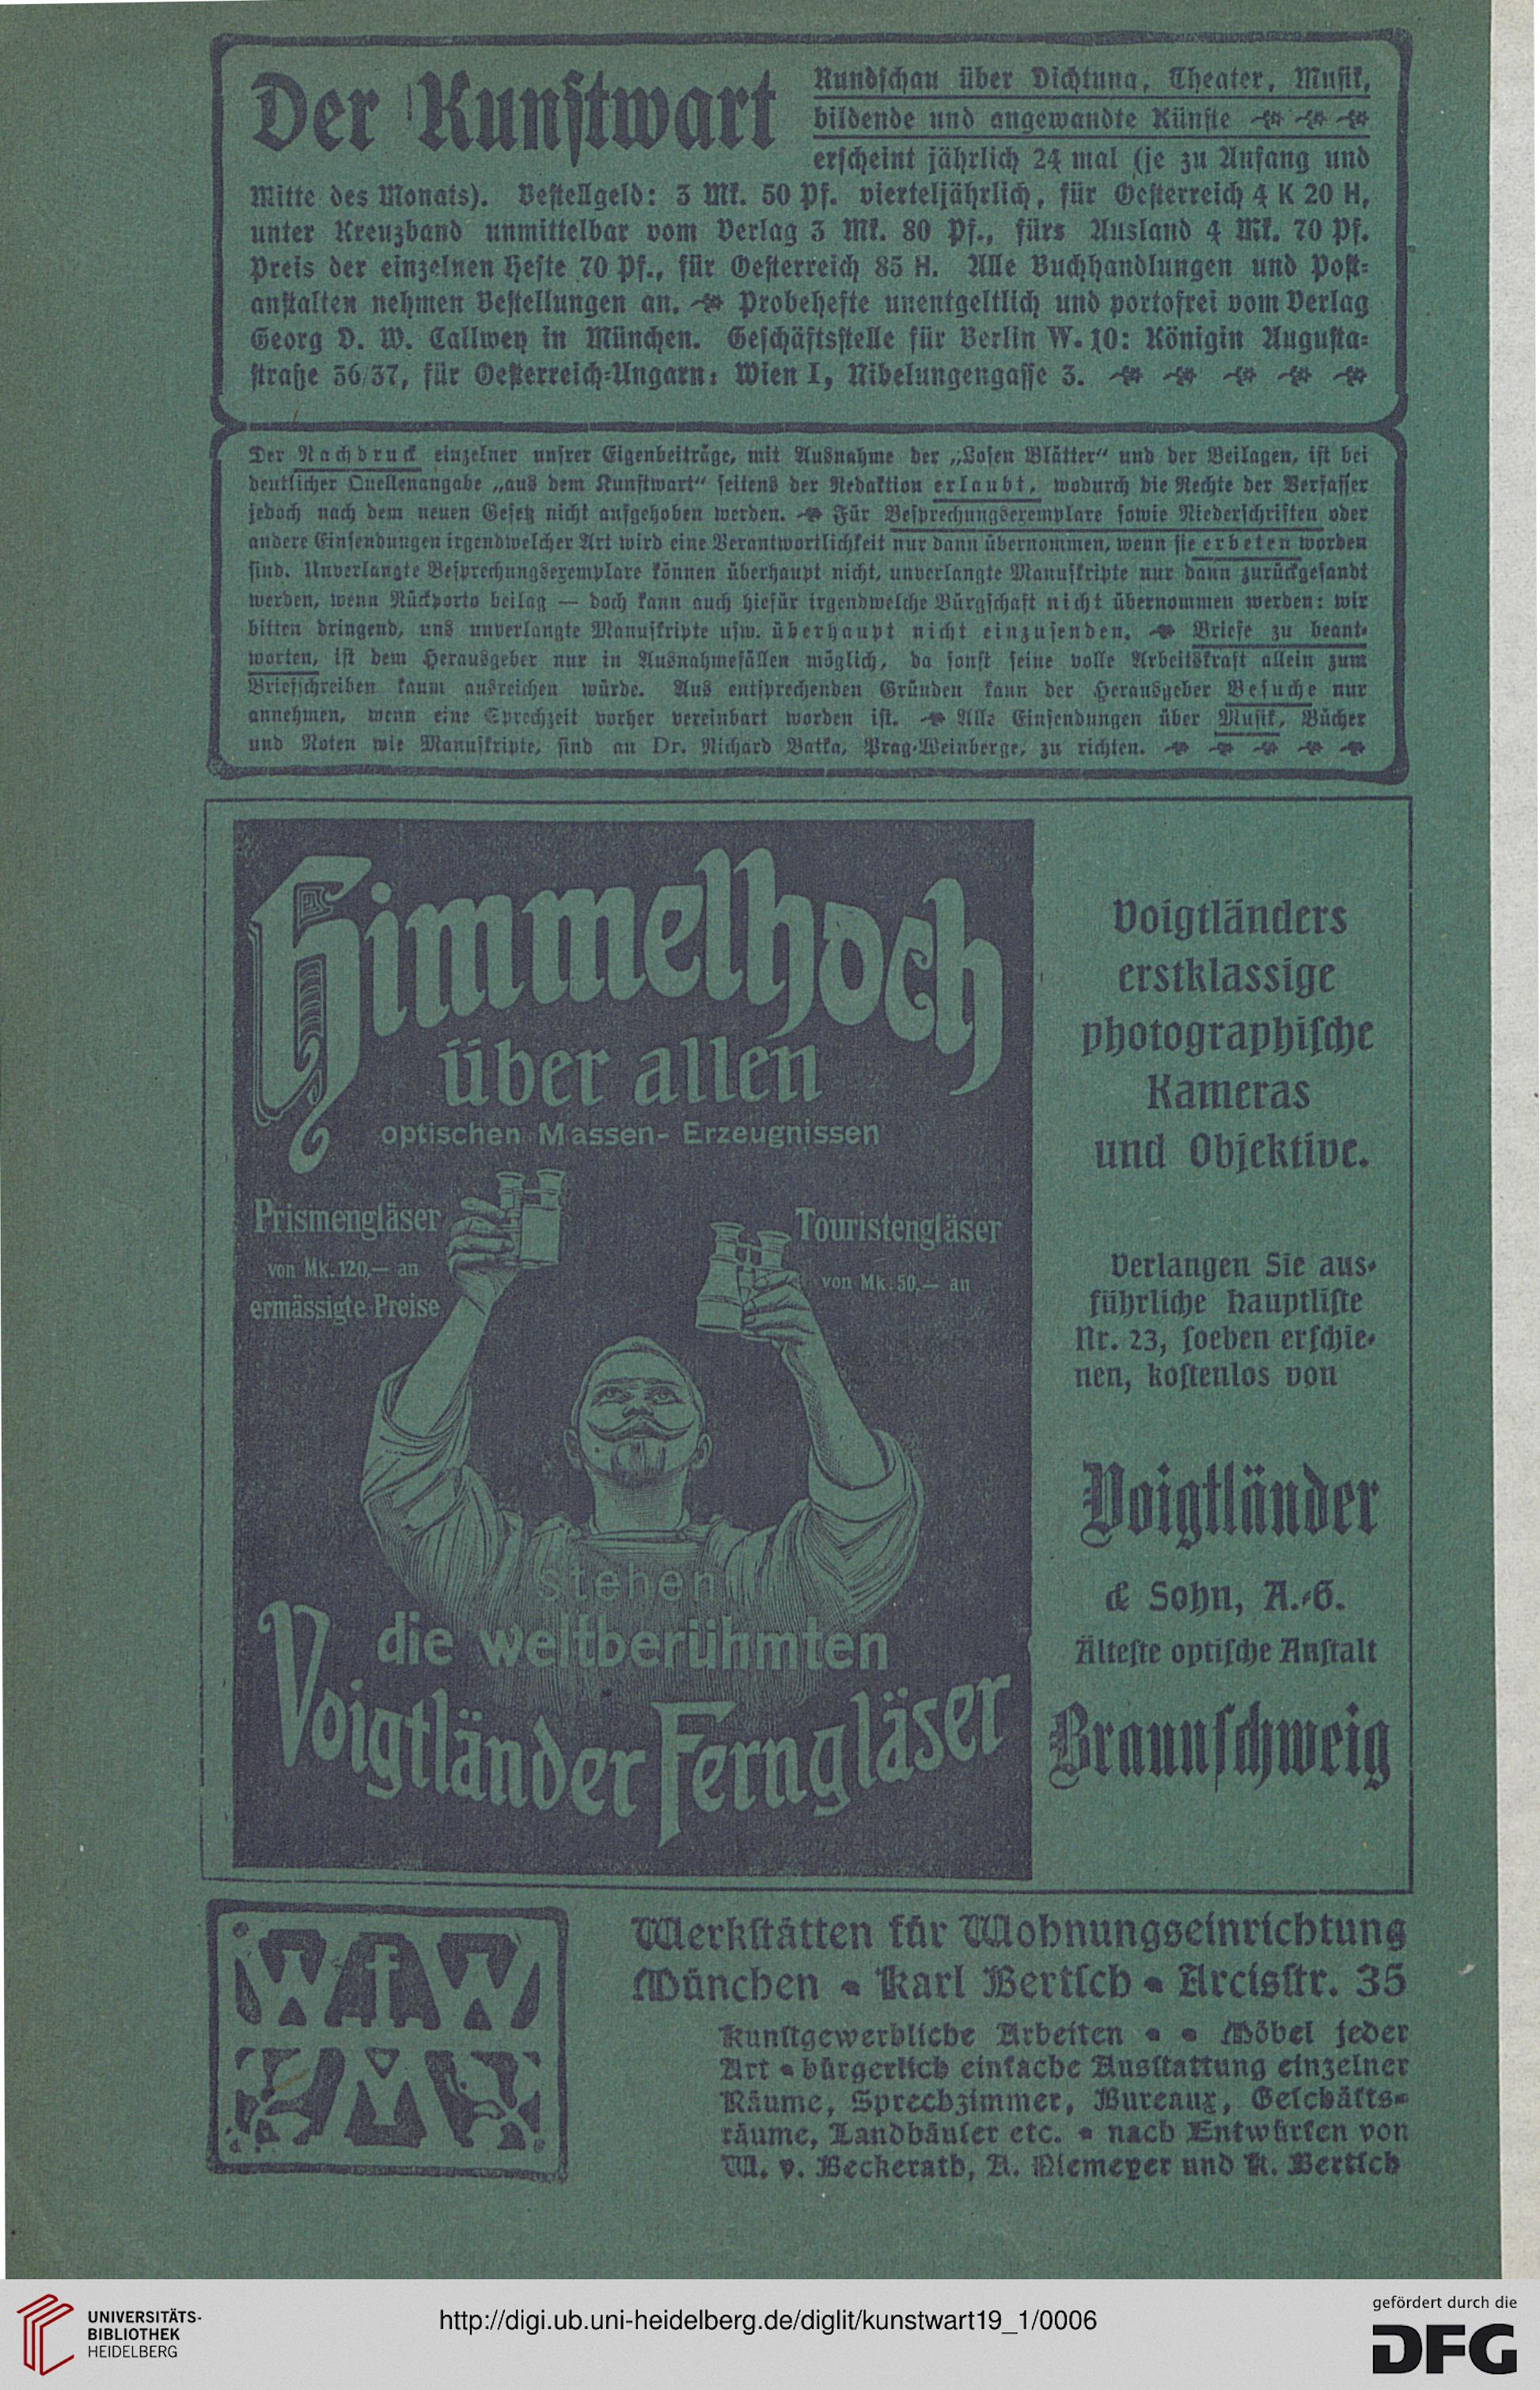 Der Kunstwart
Rundschau über Dichtung, Theater, Musik,
bildende und angewandte Künste
erscheint jährlich 24 mal (je zu Anfang und
Mitte des Monats). Bestellgeld: 3 Mk. 50 Pf. vierteljährlich, für Oesterreich 4 K 20 H,
unter Kreuzband unmittelbar vom Verlag 3 Mk. 80 Pf., fürs Ausland 4 Mk. 70 Pf.
Preis der einzelnen Hefte 70 Pf., für Oesterreich 85 H. Alle Buchhandlungen und Post-
anstalten nehmen Bestellungen an. Probehefte unentgeltlich und portofrei vom Verlag
Georg D. W. Callwey in München. Geschäftsstelle für Berlin W. 10: Königin Augusta-
straße 36/37, für Oesterreich-Ungarn: Wien I, Nibelungengasse 3.
Der Nachdruck einzelner unsrer Eigenbeiträge, mit Ausnahme der „Losen Blätter“ und der Beilagen, ist bei
deutlicher Quellenangabe „aus dem Kunstwart“ seitens der Redaktion erlaubt, wodurch die Rechte der Verfasser
jedoch nach dem neuen Gesetz nicht aufgehoben werden. Für Besprechungsexemplare sowie Niederschriften oder
andere Einsendungen irgendwelcher Art wird eine Verantwortlichkeit nur dann übernommen, wenn sie erbeten worden
sind. Unverlangte Besprechungsexemplare können überhaupt nicht, unverlangte Manuskripte nur dann zurückgesandt
werden, wenn Rückporto beilag — doch kann auch hiefür irgendwelche Bürgschaft nicht übernommen werden: wir
bitten dringend, uns unverlangte Manuskripte usw. überhaupt nicht einzusenden. Briefe zu beant-
worten, ist dem Herausgeber nur in Ausnahmefällen möglich, da sonst seine volle Arbeitskraft allein zum
Briefschreiben kaum ausreichen würde. Aus entsprechenden Gründen kann der Herausgeber Besuche nur
annehmen, wenn eine Sprechzeit vorher vereinbart worden ist. Alle Einsendungen über Musik, Bücher
und Noten wie Manuskripte, sind an Dr. Richard Batka, Prag-Weinberge, zu richten.
Himmelhoch
über allen
optischen Massen-Erzeugnissen
Prismengläser
von Mk. 120,— an
ermässigte Preise
Touristengläser
von Mk. 50,— an
stehen
die weltberühmten
Voigtländer Ferngläser
Voigtländers
erstklassige
photographische
Kameras
und Objektive.
Verlangen Sie aus-
führliche Hauptliste
Nr. 23, soeben erschie-
nen, kostenlos von
Voigtländer
& Sohn, A.-G.
Älteste optische Anstalt
Braunschweig
WfW
M
Werkstätten für Wohnungseinrichtung
München • Karl Bertsch • Arcisstr. 35
Kunstgewerbliche Arbeiten • • Möbel jeder
Art • bürgerlich einfache Ausstattung einzelner
Räume, Sprechzimmer, Bureaux, Geschäfts-
räume, Landhäuser etc. • nach Entwürfen von
W. v. Beckerath, A. Niemeyer und K. Bertsch
UNIVERSITÄTS-
BIBLIOTHEK
HEIDELBERG
http://digi.ub.uni-heidelberg.de/diglit/kunstwart19_1/0006
gefördert durch die
DFG